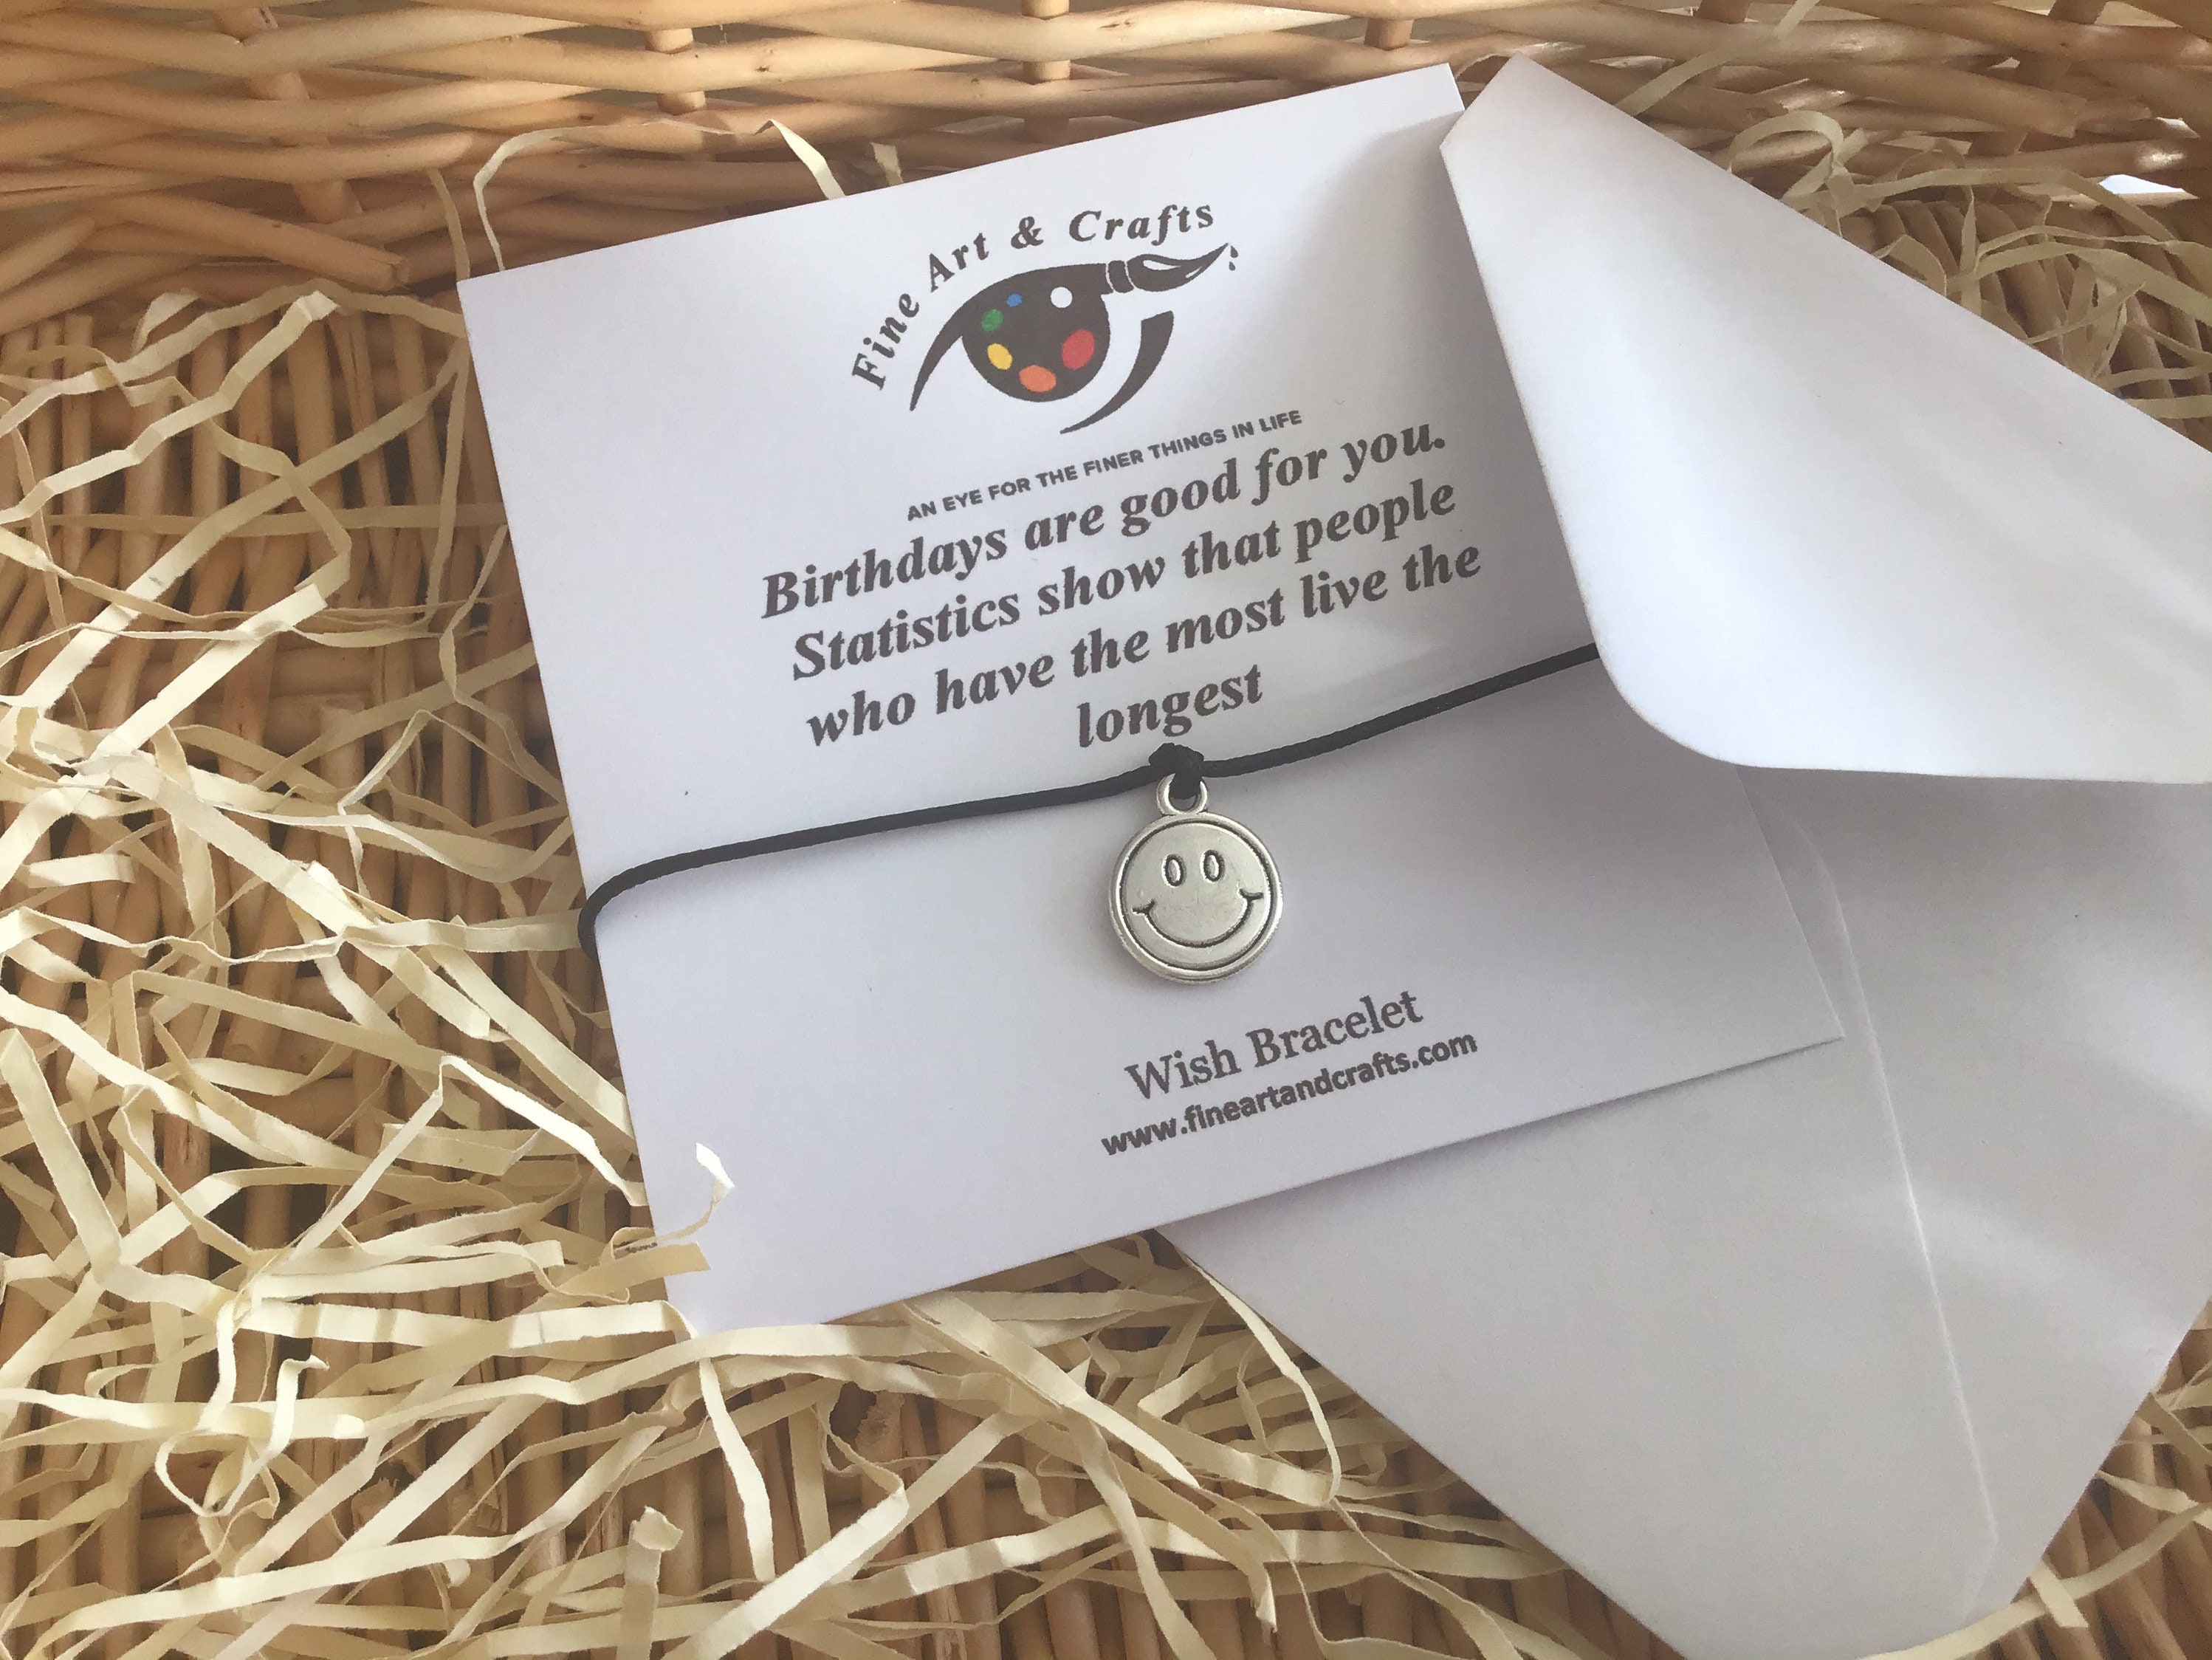 Fine Art & Crafts
AN EYE FOR THE FINER THINGS IN LIFE
Birthdays are good for you.
Statistics show that people
who have the most live the
longest
Wish Bracelet
www.fineartandcrafts.com